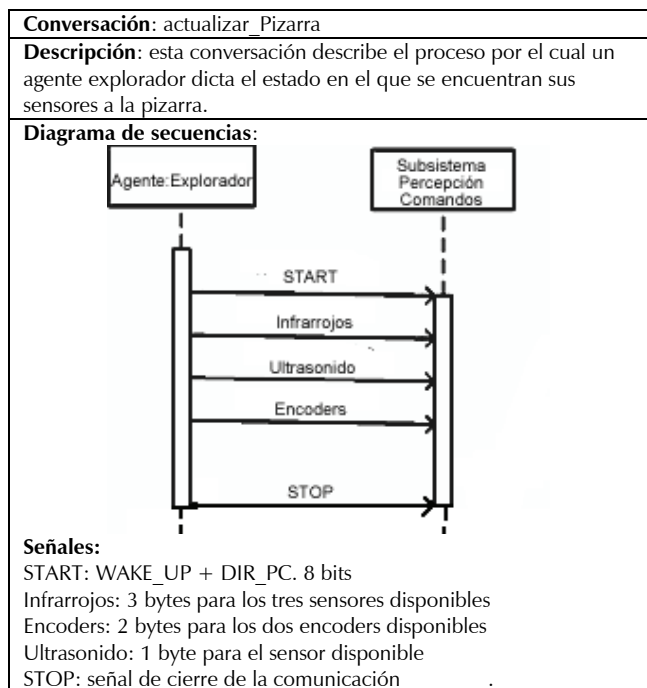 Conversación: actualizar_Pizarra
Descripción: esta conversación describe el proceso por el cual un
agente explorador dicta el estado en el que se encuentran sus
sensores a la pizarra.
Diagrama de secuencias:
Agente:Explorador
Subsistema
Percepción
Comandos
START
Infrarrojos
Ultrasonido
Encoders
STOP
Señales:
START: WAKE_UP + DIR_PC. 8 bits
Infrarrojos: 3 bytes para los tres sensores disponibles
Encoders: 2 bytes para los dos encoders disponibles
Ultrasonido: 1 byte para el sensor disponible
STOP: señal de cierre de la comunicación .